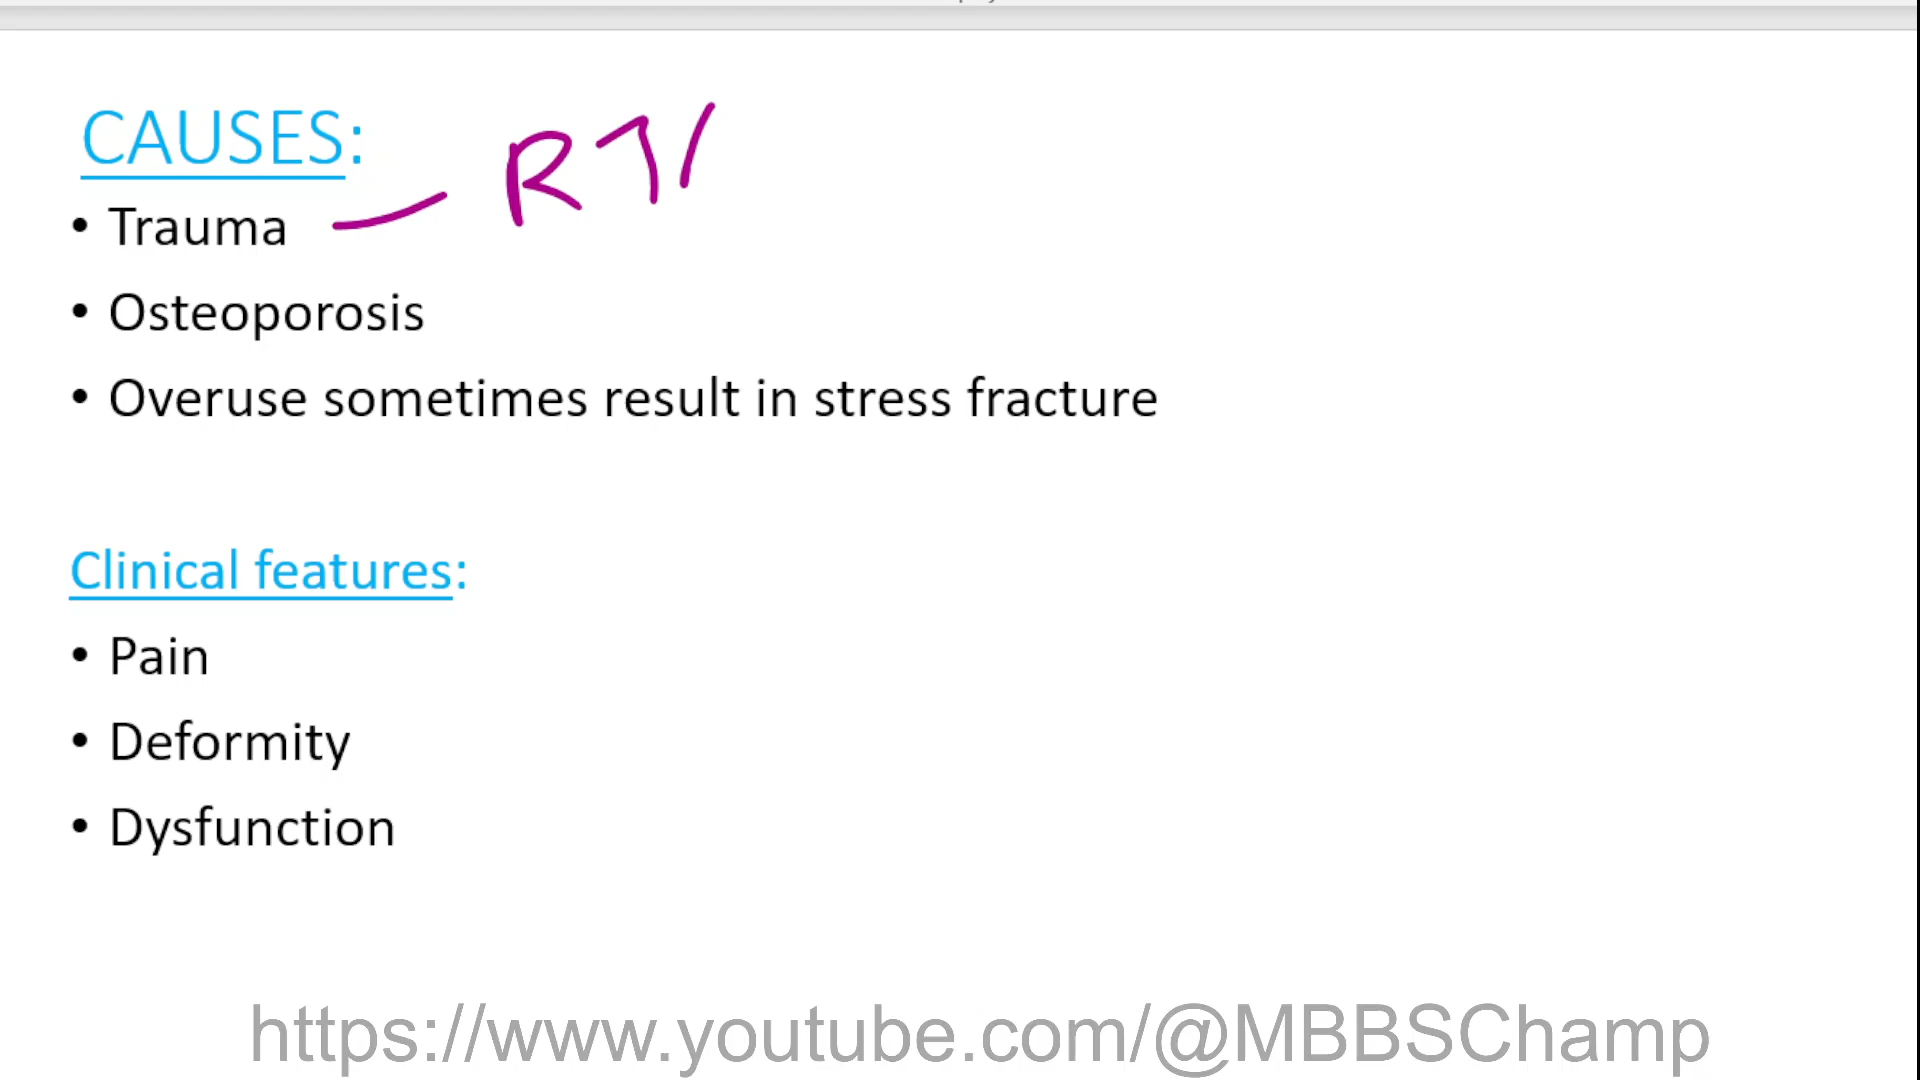 CAUSES:
• Trauma — RT
• Osteoporosis
• Overuse sometimes result in stress fracture
Clinical features:
• Pain
• Deformity
• Dysfunction
https://www.youtube.com/@MBBSChamp